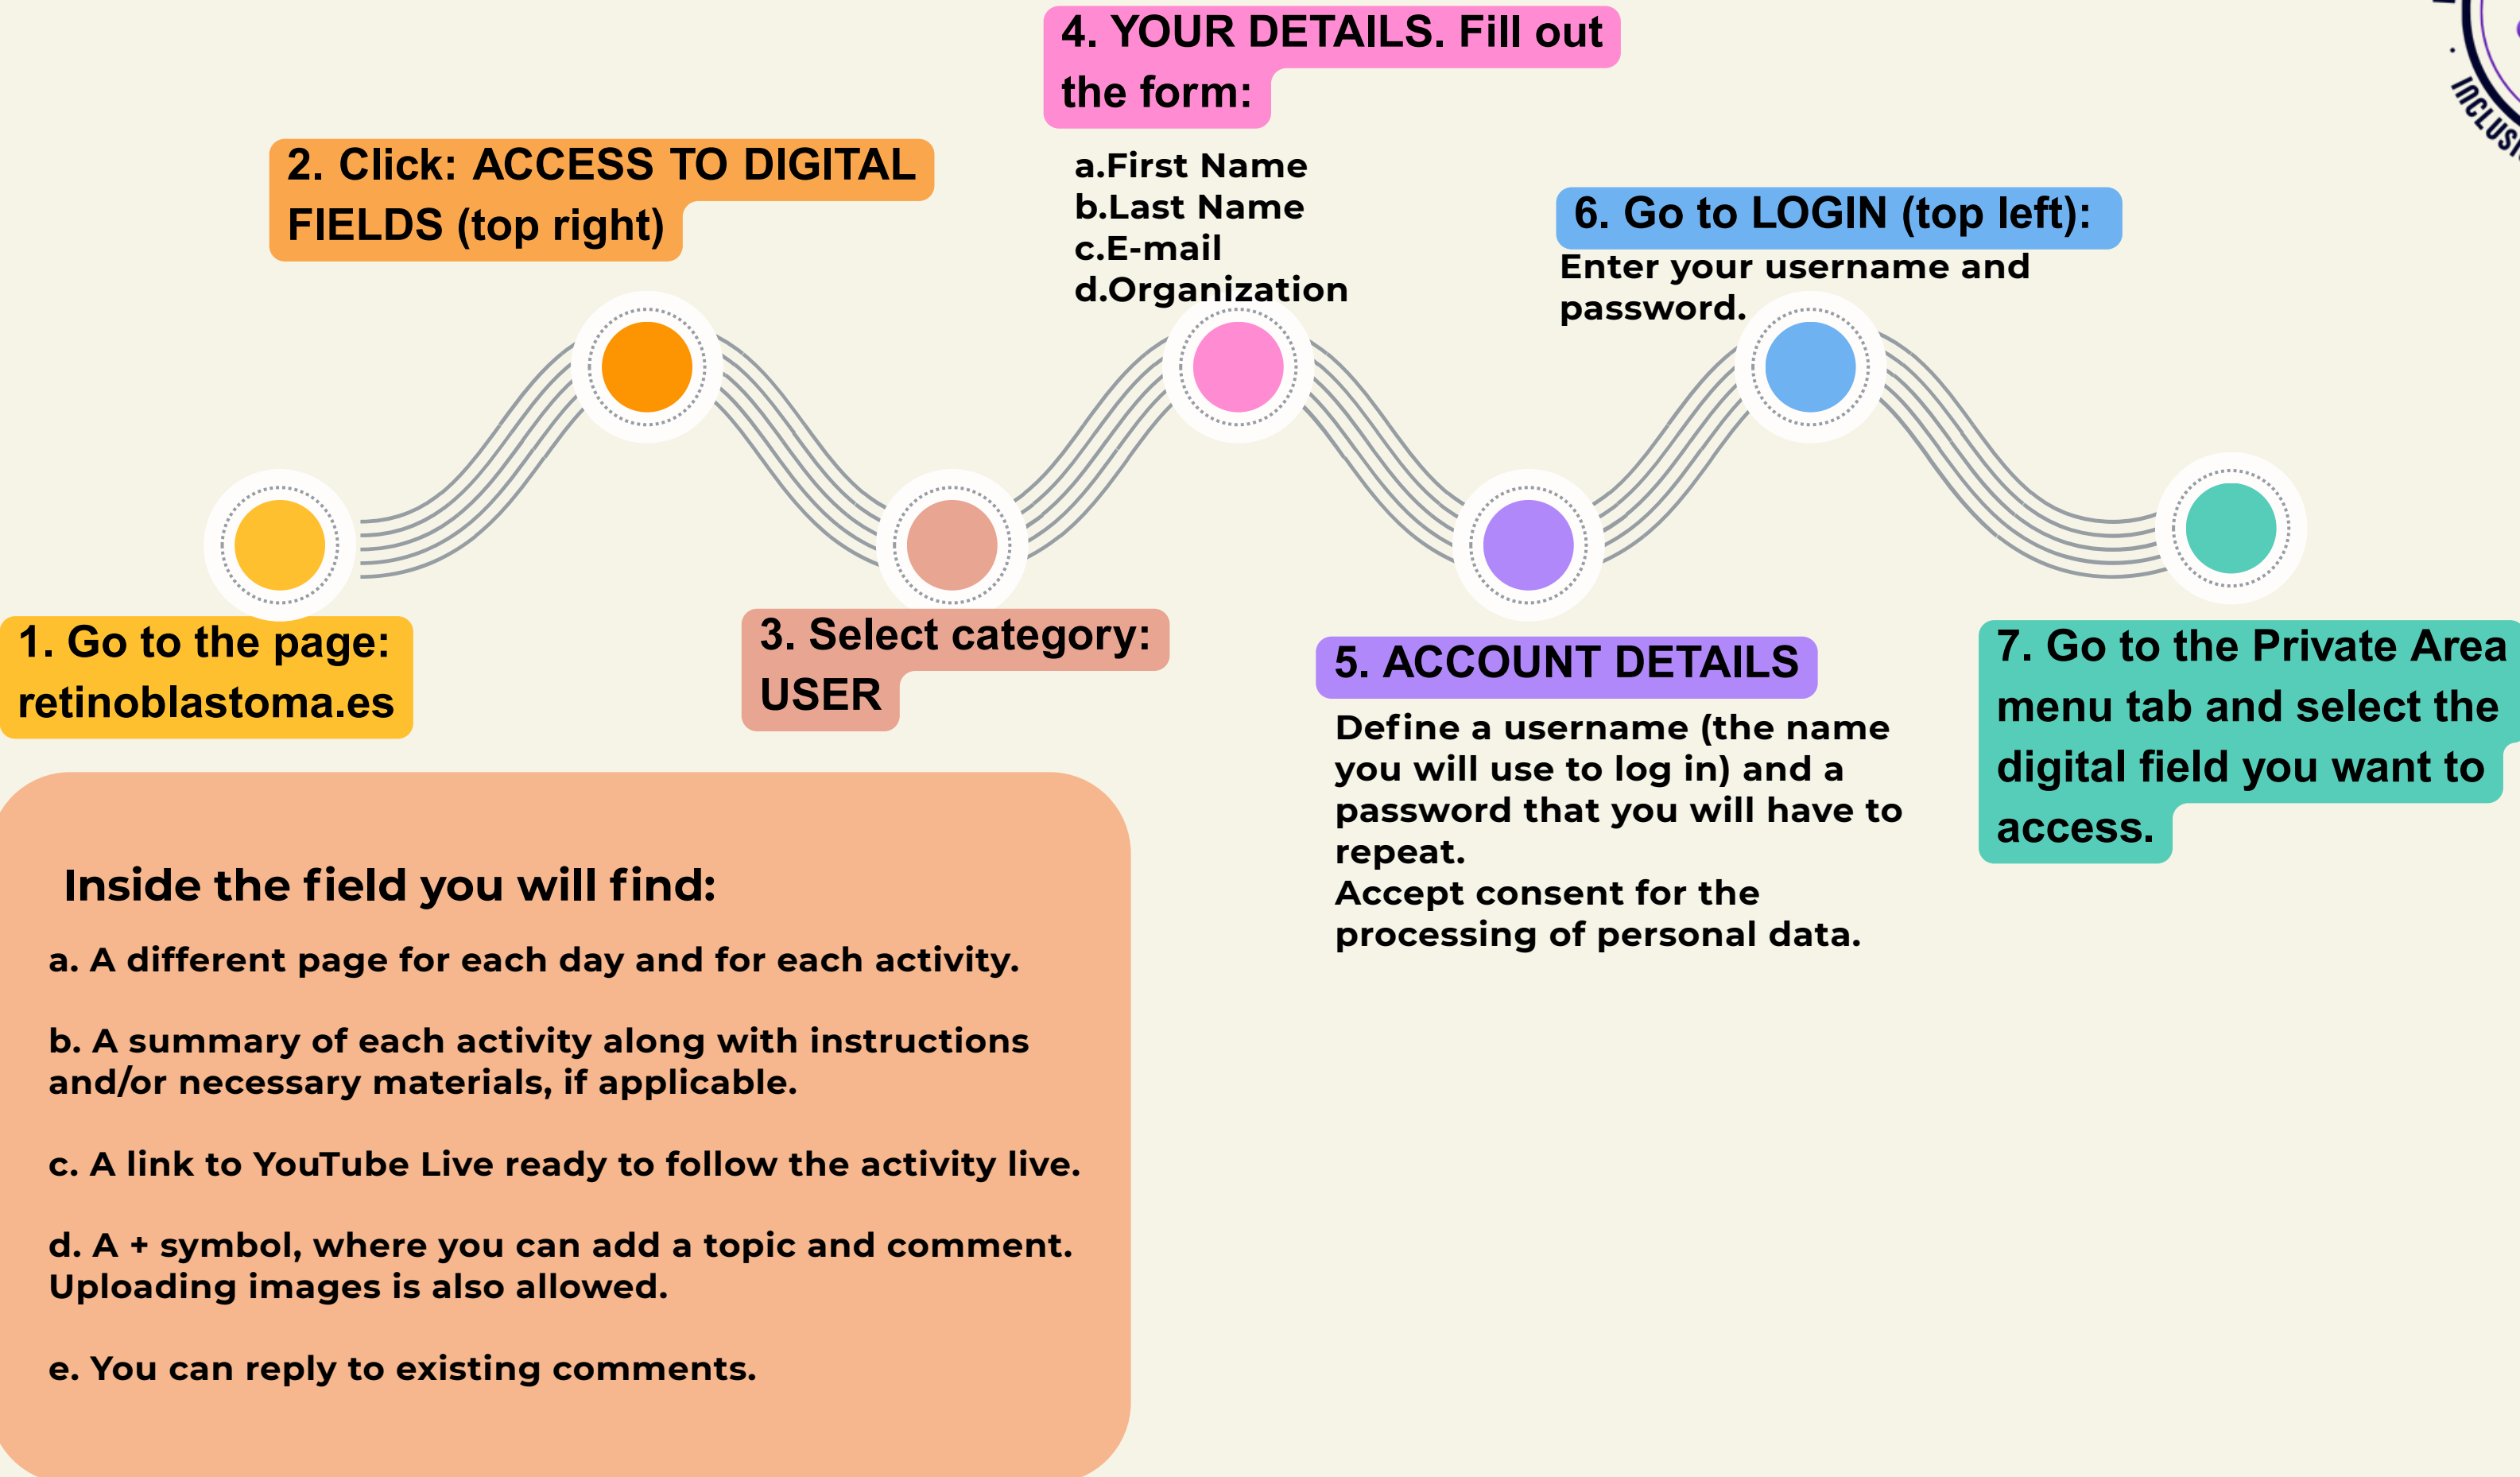 1. Go to the page:
retinoblastoma.es
2. Click: ACCESS TO DIGITAL
FIELDS (top right)
3. Select category:
USER
4. YOUR DETAILS. Fill out
the form:
a.First Name
b.Last Name
c.E-mail
d.Organization
5. ACCOUNT DETAILS
Define a username (the name
you will use to log in) and a
password that you will have to
repeat.
Accept consent for the
processing of personal data.
6. Go to LOGIN (top left):
Enter your username and
password.
7. Go to the Private Area
menu tab and select the
digital field you want to
access.
Inside the field you will find:
a. A different page for each day and for each activity.
b. A summary of each activity along with instructions
and/or necessary materials, if applicable.
c. A link to YouTube Live ready to follow the activity live.
d. A + symbol, where you can add a topic and comment.
Uploading images is also allowed.
e. You can reply to existing comments.